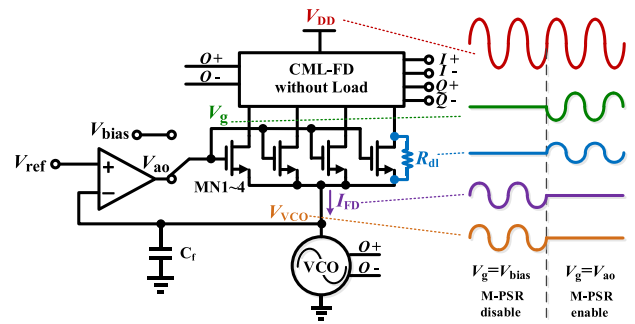 VDD
O+
O-
CML-FD
without Load
I+
I-
Q+
Q-
Vg
Vbias
Vref
+
-
Vao
MN1~4
Rdl
IFD
VVCO
Cf
VCO
O+
O-
Vg=Vbias
M-PSR
disable
Vg=Vao
M-PSR
enable